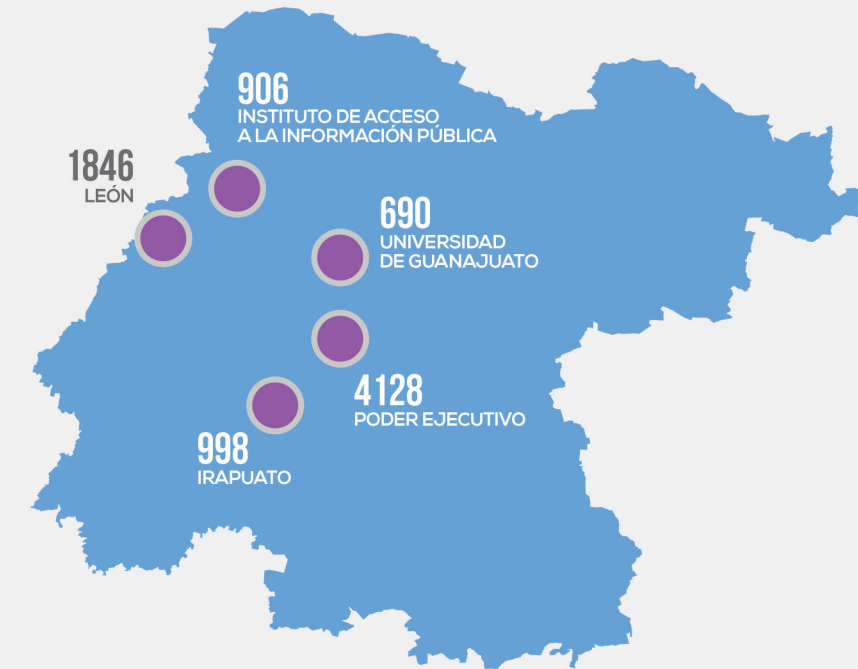 906
INSTITUTO DE ACCESO
A LA INFORMACIÓN PÚBLICA
1846
LEÓN
690
UNIVERSIDAD
DE GUANAJUATO
4128
PODER EJECUTIVO
998
IRAPUATO